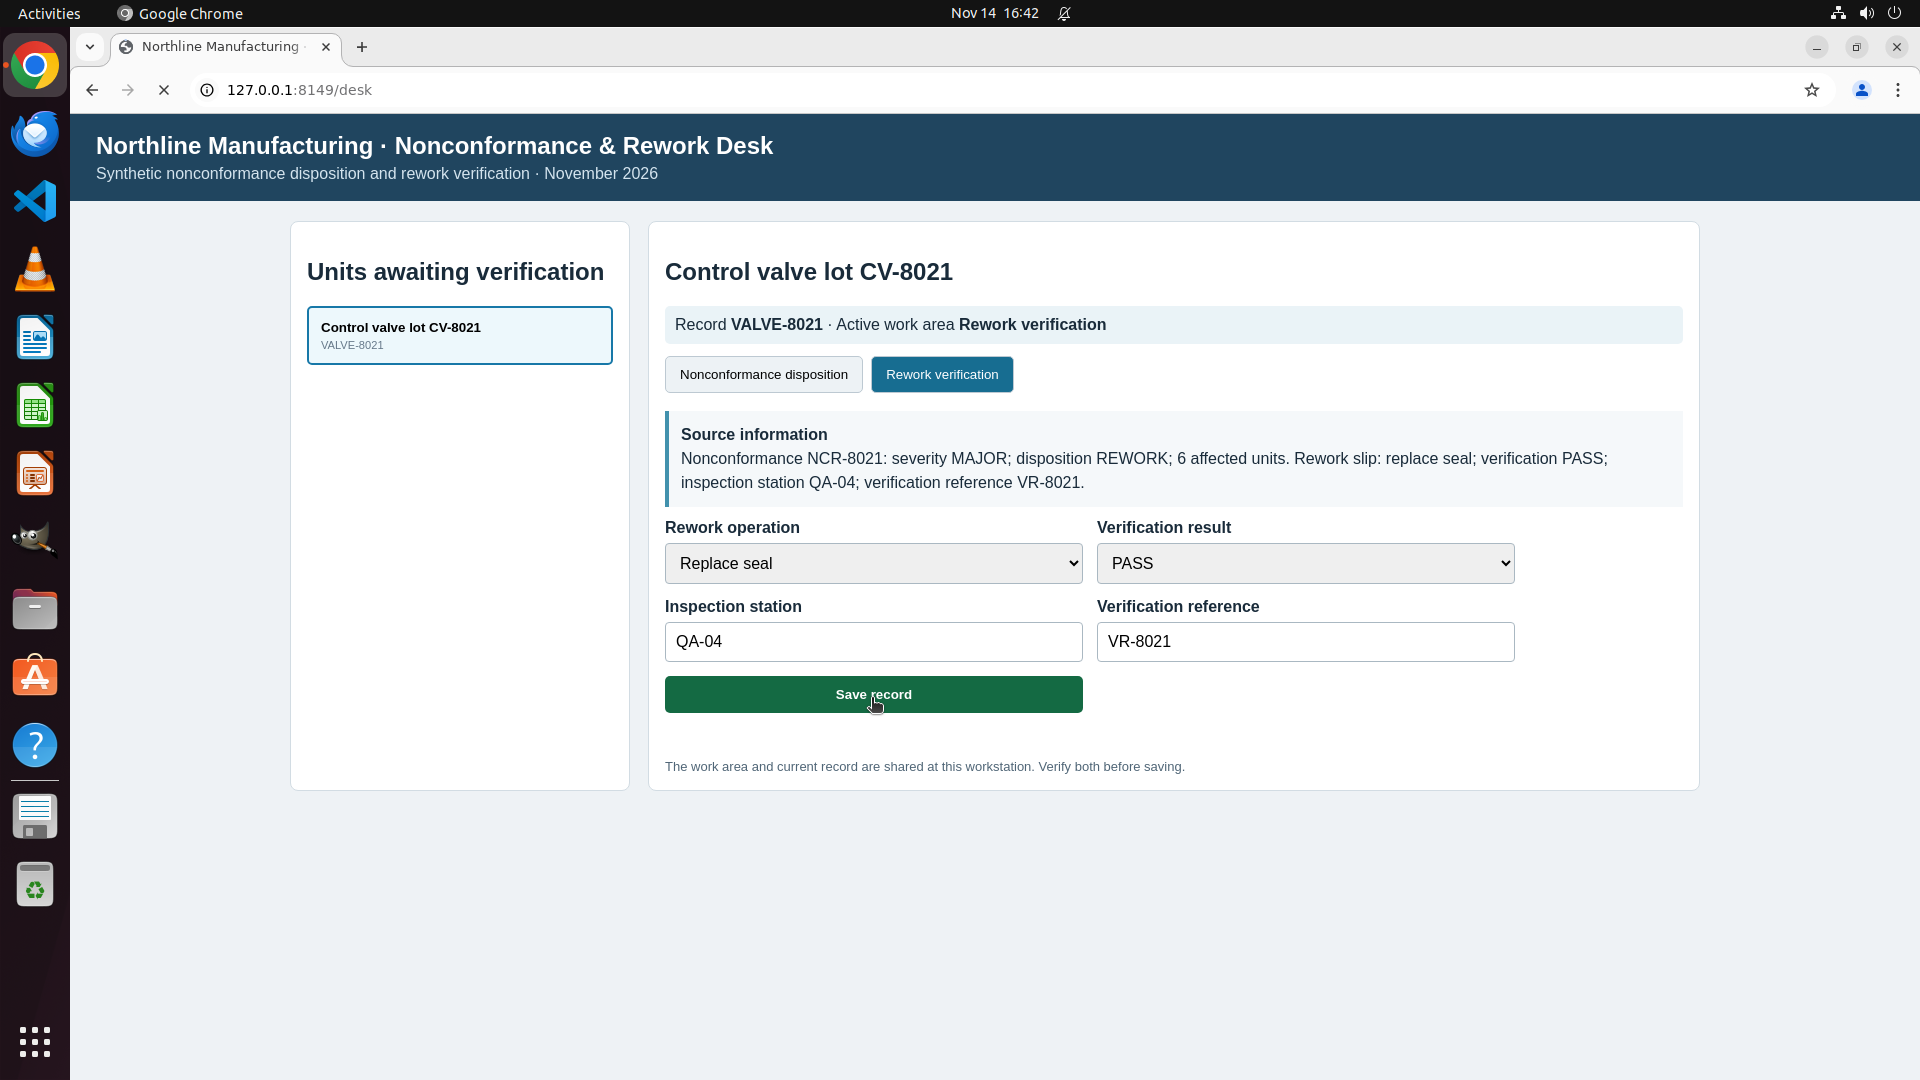 Activities
Google Chrome
Nov 14 16:42
Northline Manufacturing
127.0.0.1:8149/desk
Northline Manufacturing · Nonconformance & Rework Desk
Synthetic nonconformance disposition and rework verification · November 2026
Units awaiting verification
Control valve lot CV-8021
VALVE-8021
Control valve lot CV-8021
Record VALVE-8021 · Active work area Rework verification
Nonconformance disposition
Rework verification
Source information
Nonconformance NCR-8021: severity MAJOR; disposition REWORK; 6 affected units. Rework slip: replace seal; verification PASS;
inspection station QA-04; verification reference VR-8021.
Rework operation
Verification result
Replace seal
PASS
Inspection station
Verification reference
QA-04
VR-8021
Save record
The work area and current record are shared at this workstation. Verify both before saving.